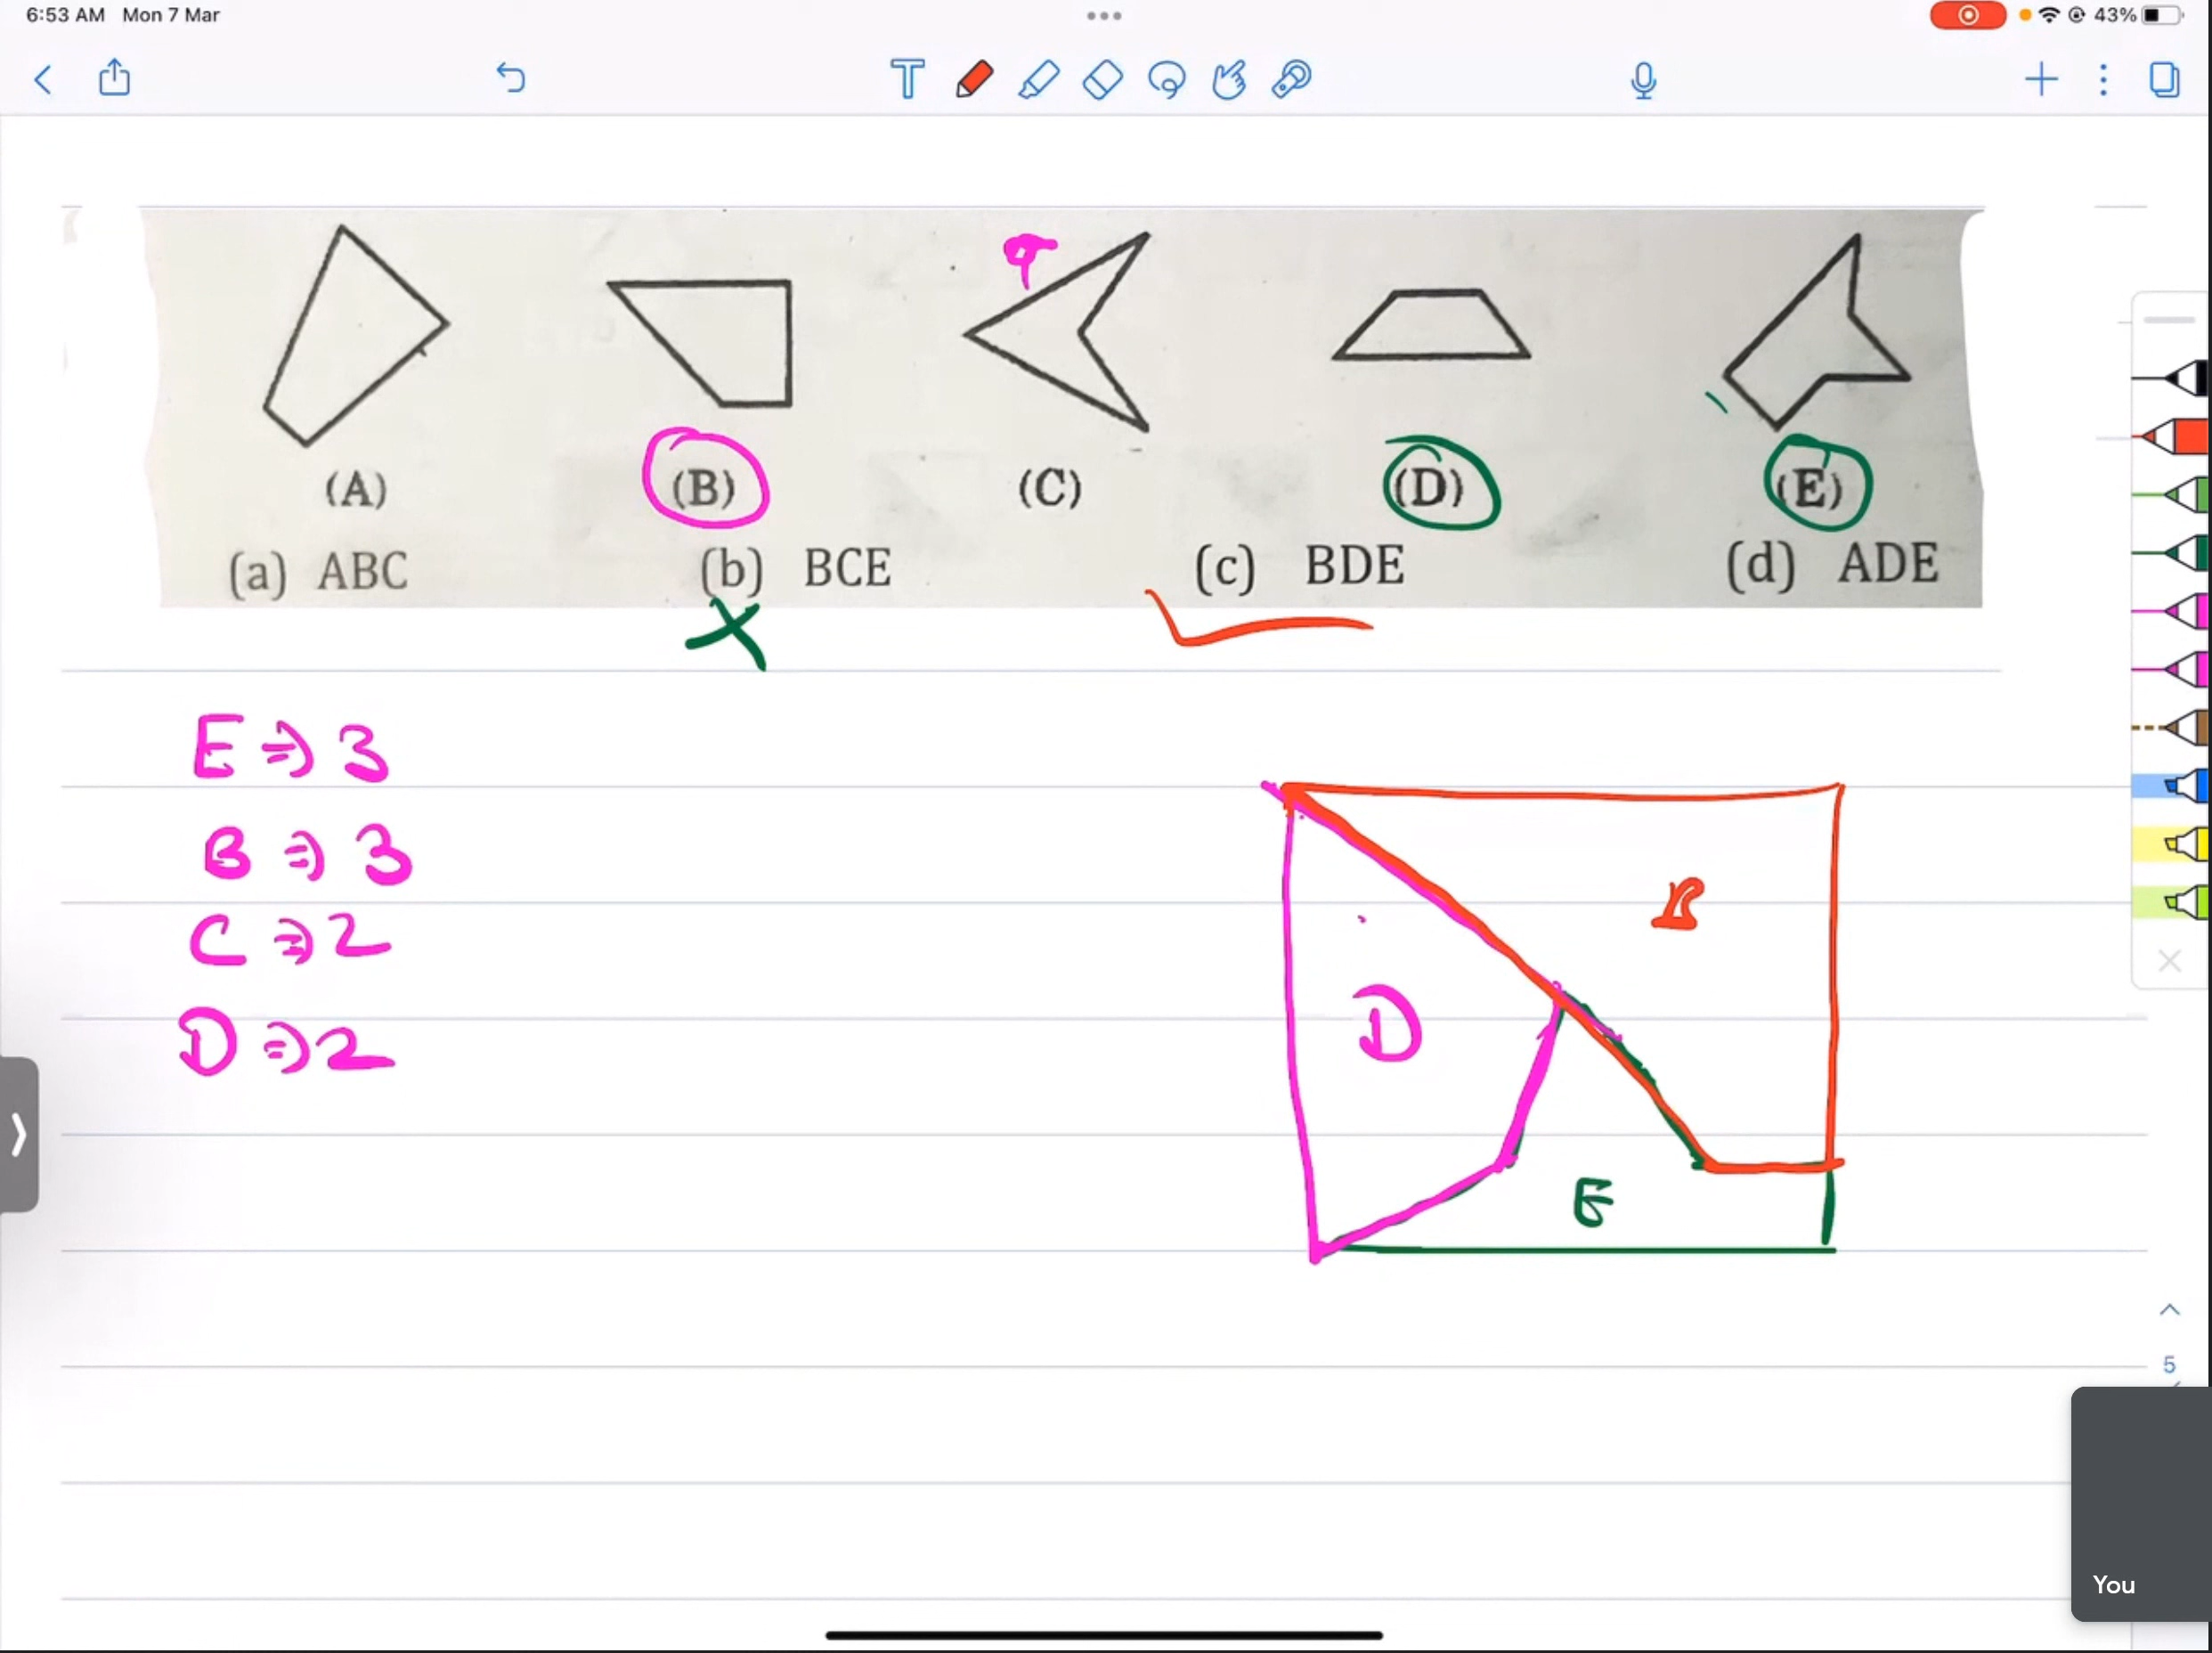 6:53 AM Mon 7 Mar
43%
(A) (B) (C) (D) (E)
(a) ABC (b) BCE (c) BDE (d) ADE
E ⇒ 3
B ⇒ 3
C ⇒ 2
D ⇒ 2
B
D
E
5
You